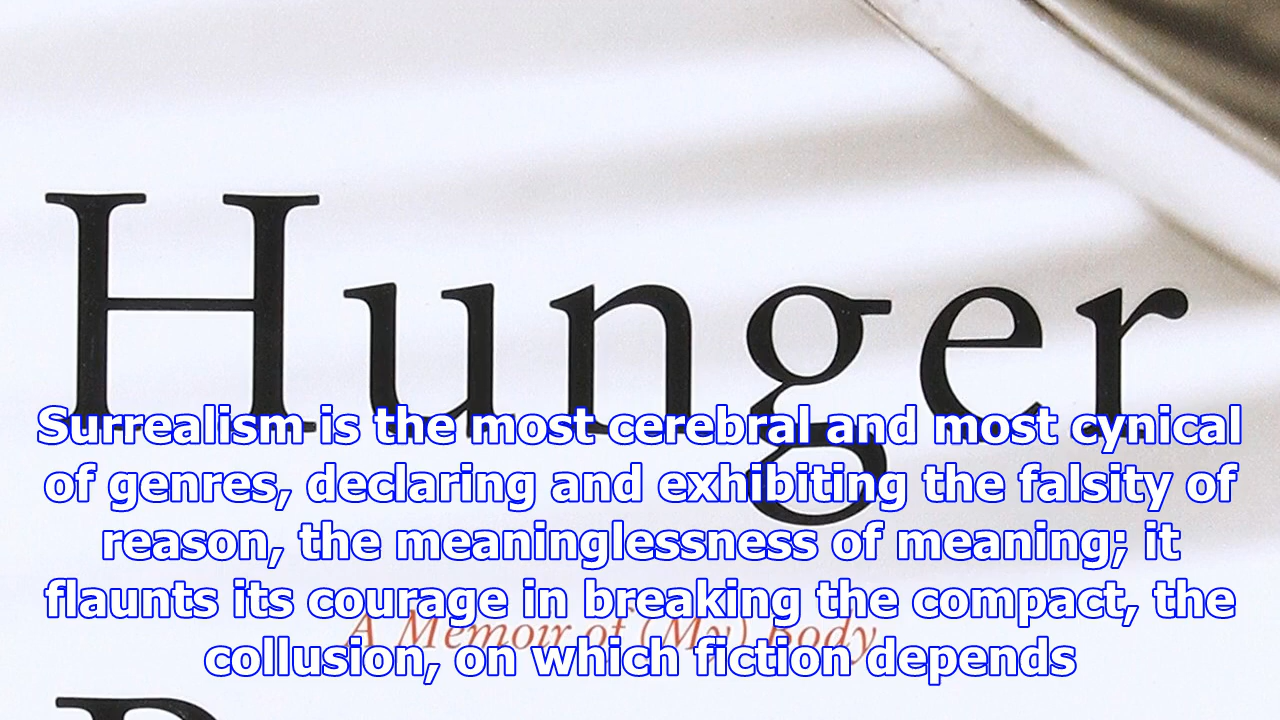 Hunger
Surrealism is the most cerebral and most cynical
of genres, declaring and exhibiting the falsity of
reason, the meaninglessness of meaning; it
flaunts its courage in breaking the compact, the
A Memoir of (My) Body
collusion, on which fiction depends